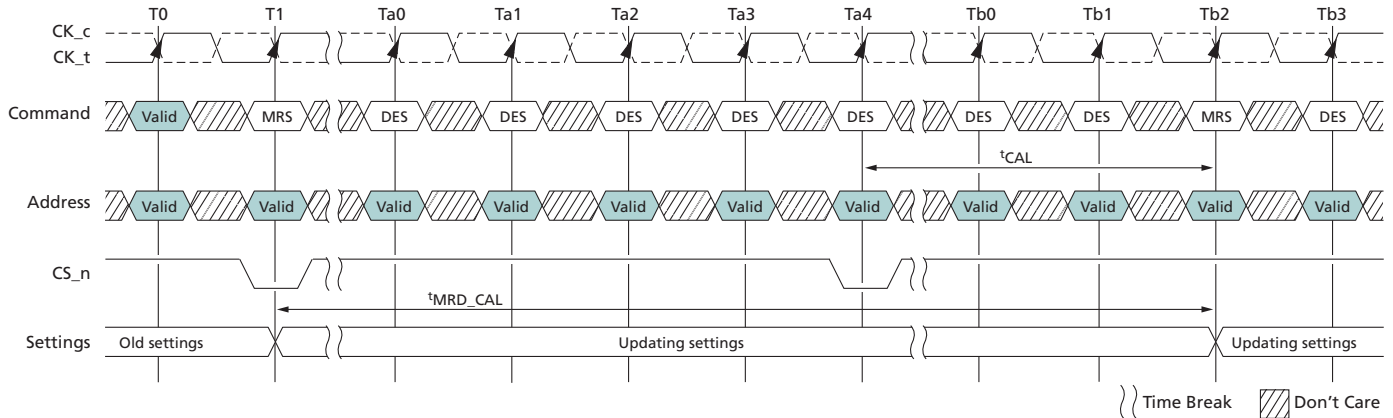 T0 T1 Ta0 Ta1 Ta2 Ta3 Ta4 Tb0 Tb1 Tb2 Tb3
CK_c
CK_t
Command Valid MRS DES DES DES DES DES DES DES MRS DES
tCAL
Address Valid Valid Valid Valid Valid Valid Valid Valid Valid Valid Valid
CS_n
tMRD_CAL
Settings Old settings Updating settings Updating settings
Time Break Don't Care